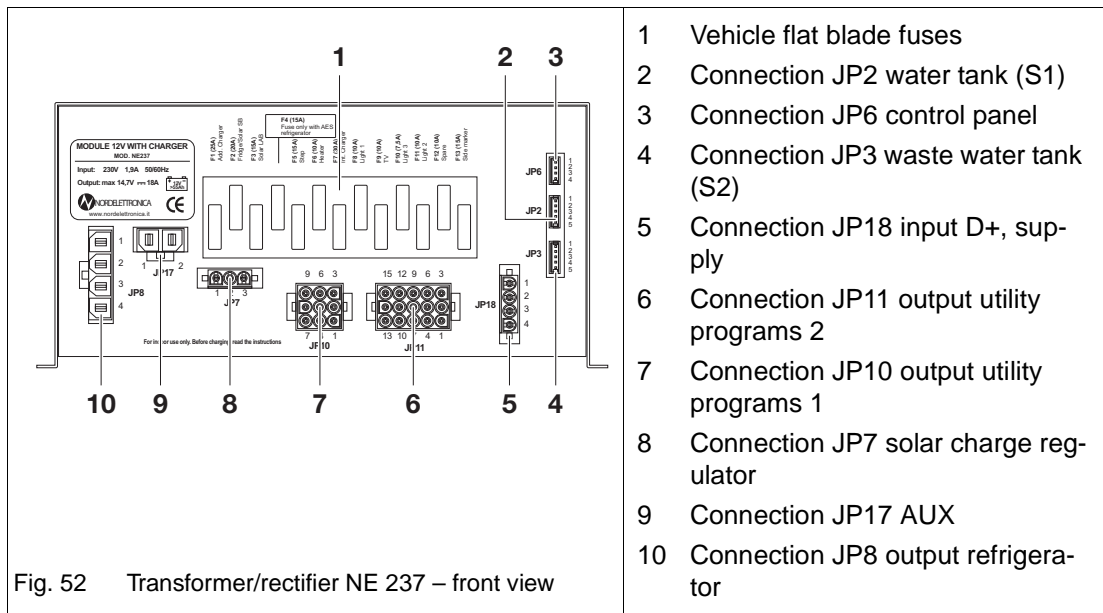 1
2
3
F4 (15A)
Fuse only with AES
refrigerator
F1 (25A)
Add. Charger
F2 (20A)
Fridge/Solar SB
F3 (15A)
Solar LAB
F5 (15A)
Step
F6 (10A)
Heater
F7 (30A)
int. Charger
F8 (10A)
Light 1
F9 (10A)
TV
F10 (7,5A)
Light 3
F11 (10A)
Light 2
F12 (10A)
Spare
F13 (15A)
Side marker
MODULE 12V WITH CHARGER
MOD. NE237
Input: 230V 1,9A 50/60Hz
Output: max 14,7V 18A
12V
NORDELETTRONICA
www.nordelettronica.it
CE
JP6
1
2
3
4
JP2
1
2
3
4
5
JP3
1
2
3
4
5
1
2
3
4
JP8
1 2
JP17
1 3
JP7
9 6 3
7 1
JP10
15 12 9 6 3
13 10 4 1
JP11
JP18
1
2
3
4
For indoor use only. Before charging, read the instructions
10 9 8 7 6 5 4
Fig. 52 Transformer/rectifier NE 237 – front view
1 Vehicle flat blade fuses
2 Connection JP2 water tank (S1)
3 Connection JP6 control panel
4 Connection JP3 waste water tank
(S2)
5 Connection JP18 input D+, sup-
ply
6 Connection JP11 output utility
programs 2
7 Connection JP10 output utility
programs 1
8 Connection JP7 solar charge reg-
ulator
9 Connection JP17 AUX
10 Connection JP8 output refrigera-
tor